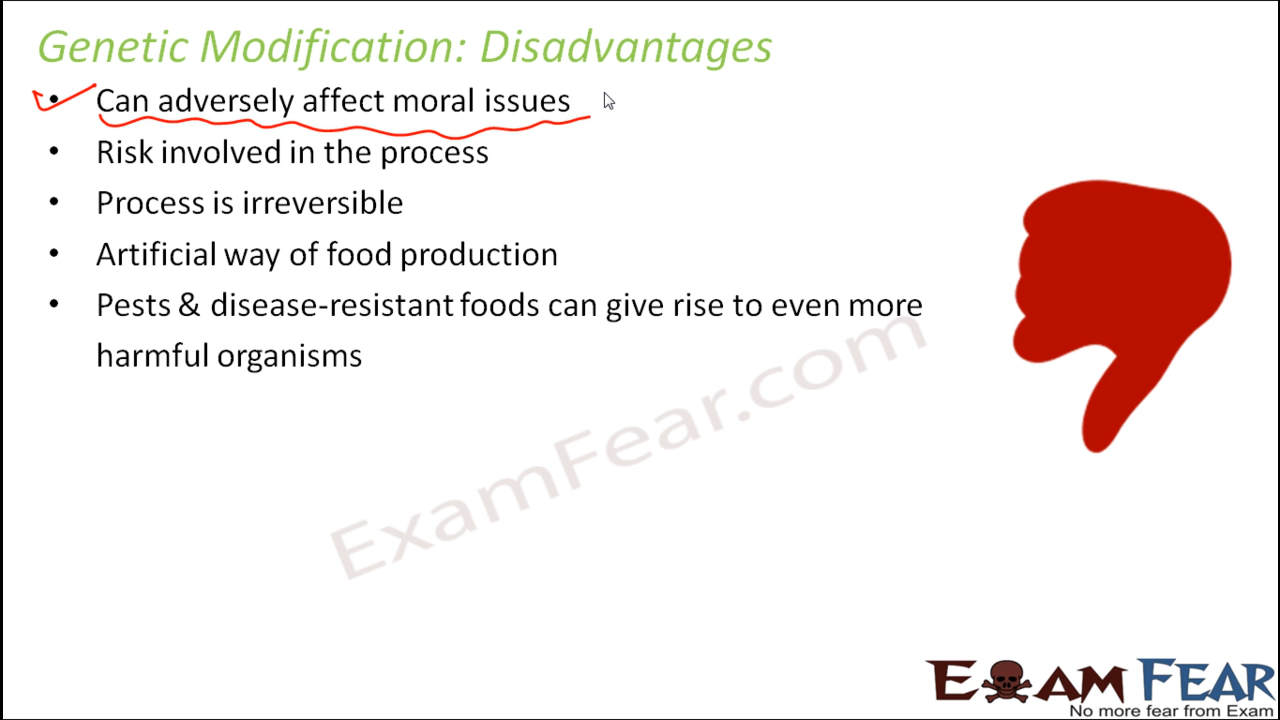 Genetic Modification: Disadvantages
• Can adversely affect moral issues
• Risk involved in the process
• Process is irreversible
• Artificial way of food production
• Pests & disease-resistant foods can give rise to even more
harmful organisms
ExamFear.com
EXAM FEAR
No more fear from Exam